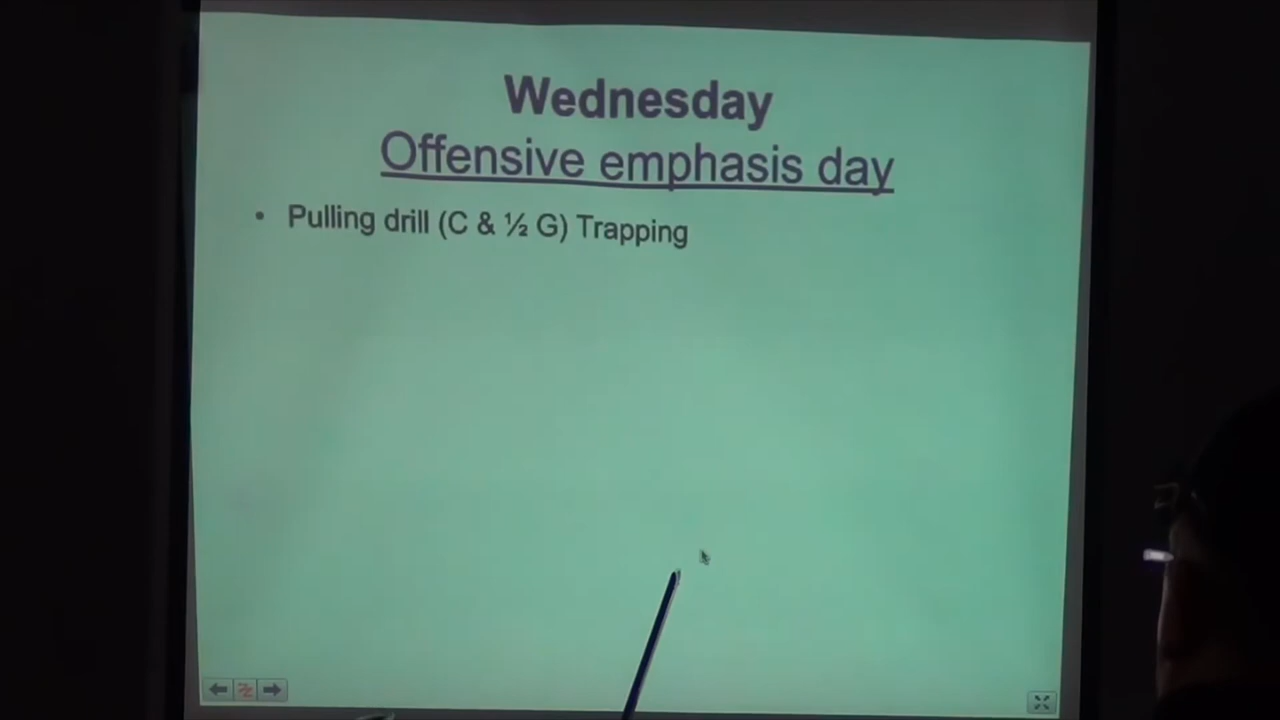 Wednesday
Offensive emphasis day
• Pulling drill (C & ½ G) Trapping